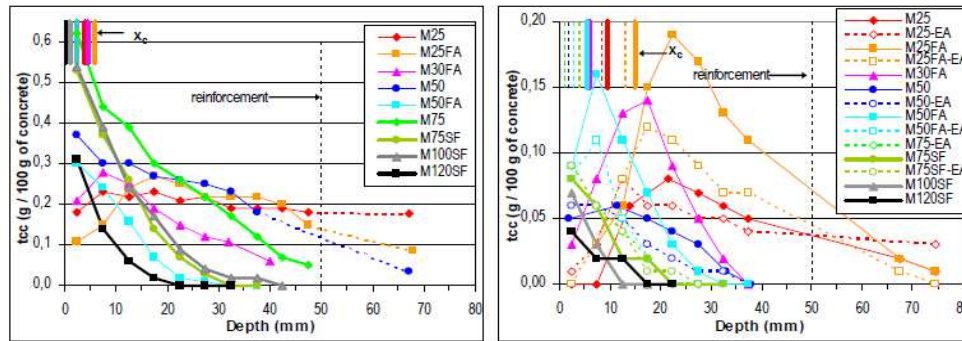 tcc (g / 100 g of concrete)
0,6
0,5
0,4
0,3
0,2
0,1
0,0
0
10
20
30
40
50
60
70
80
Depth (mm)
Xc
reinforcement
M25
M25FA
M30FA
M50
M50FA
M75
M75SF
M100SF
M120SF
tcc (g / 100 g of concrete)
0,20
0,15
0,10
0,05
0,00
0
10
20
30
40
50
60
70
80
Depth (mm)
Xc
reinforcement
M25
M25-EA
M25FA
M25FA-EA
M30FA
M50
M50-EA
M50FA
M50FA-EA
M75-EA
M75SF
M75SF-EA
M100SF
M120SF